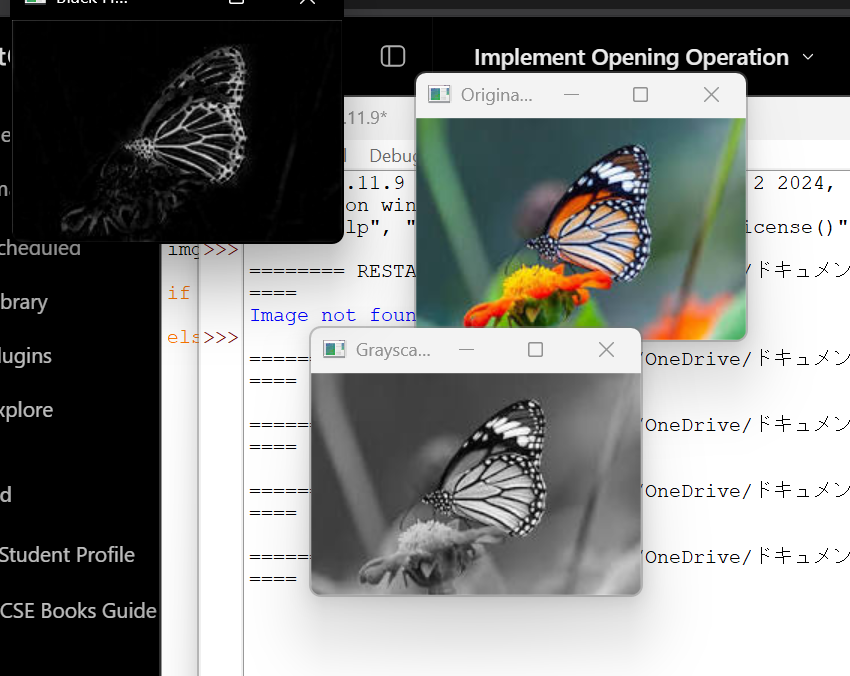 Implement Opening Operation
Origina...
.11.9*
Debug
.11.9
2 2024,
on win
lp", "
icense()"
cheduled
img
>>>
======== RESTA
/ドキュメン
ibrary
if
====
Image not foun
els
>>>
Graysca...
lugins
/OneDrive/ドキュメン
====
xplore
/OneDrive/ドキュメン
====
d
/OneDrive/ドキュメン
====
Student Profile
/OneDrive/ドキュメン
====
CSE Books Guide